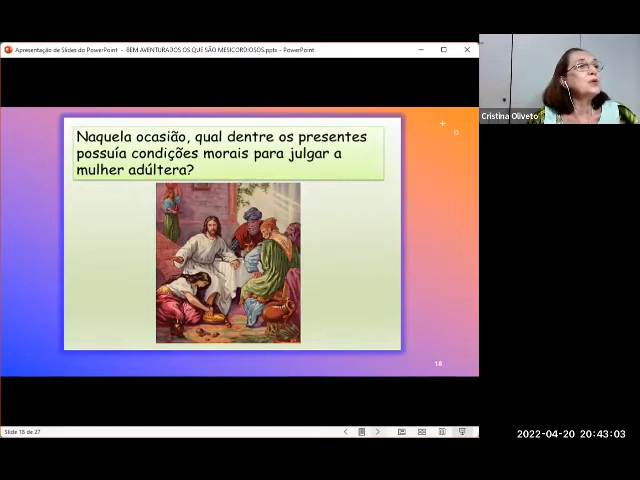 Apresentação de Slides do PowerPoint - BEM AVENTURADOS OS QUE SÃO MESICORDIOSOS.pptx - PowerPoint
Cristina Oliveto
Naquela ocasião, qual dentre os presentes
possuía condições morais para julgar a
mulher adúltera?
18
Slide 18 de 27
2022-04-20 20:43:03